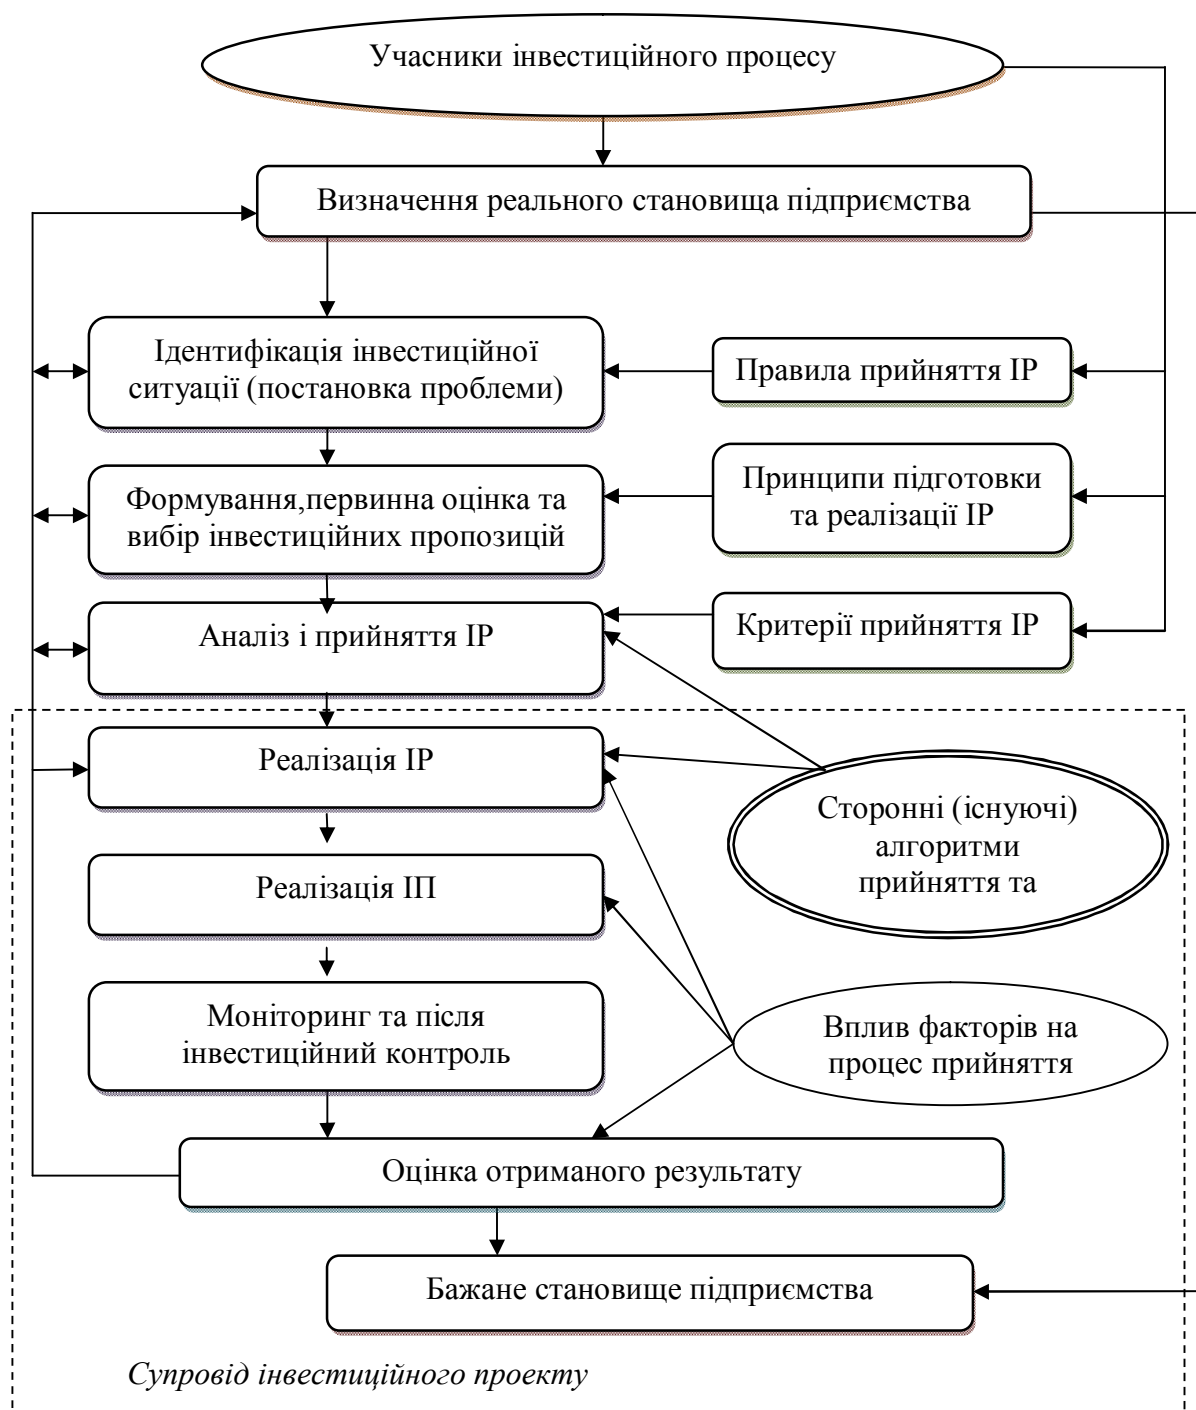 Учасники інвестиційного процесу
Визначення реального становища підприємства
Ідентифікація інвестиційної
ситуації (постановка проблеми)
Правила прийняття ІР
Формування,первинна оцінка та
вибір інвестиційних пропозицій
Принципи підготовки
та реалізації ІР
Аналіз і прийняття ІР
Критерії прийняття ІР
Реалізація ІР
Сторонні (існуючі)
алгоритми
прийняття та
Реалізація ІП
Моніторинг та після
інвестиційний контроль
Вплив факторів на
процес прийняття
Оцінка отриманого результату
Бажане становище підприємства
Супровід інвестиційного проекту